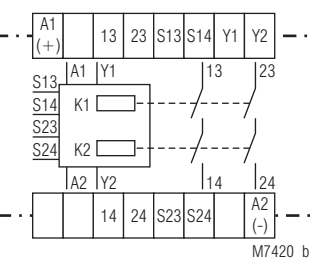 A1
(+)
13 23 S13 S14 Y1 Y2
A1 Y1 13 23
S13
S14
S23
S24
K1
K2
A2 Y2 14 24
14 24 S23 S24
A2
(-)
M7420_b